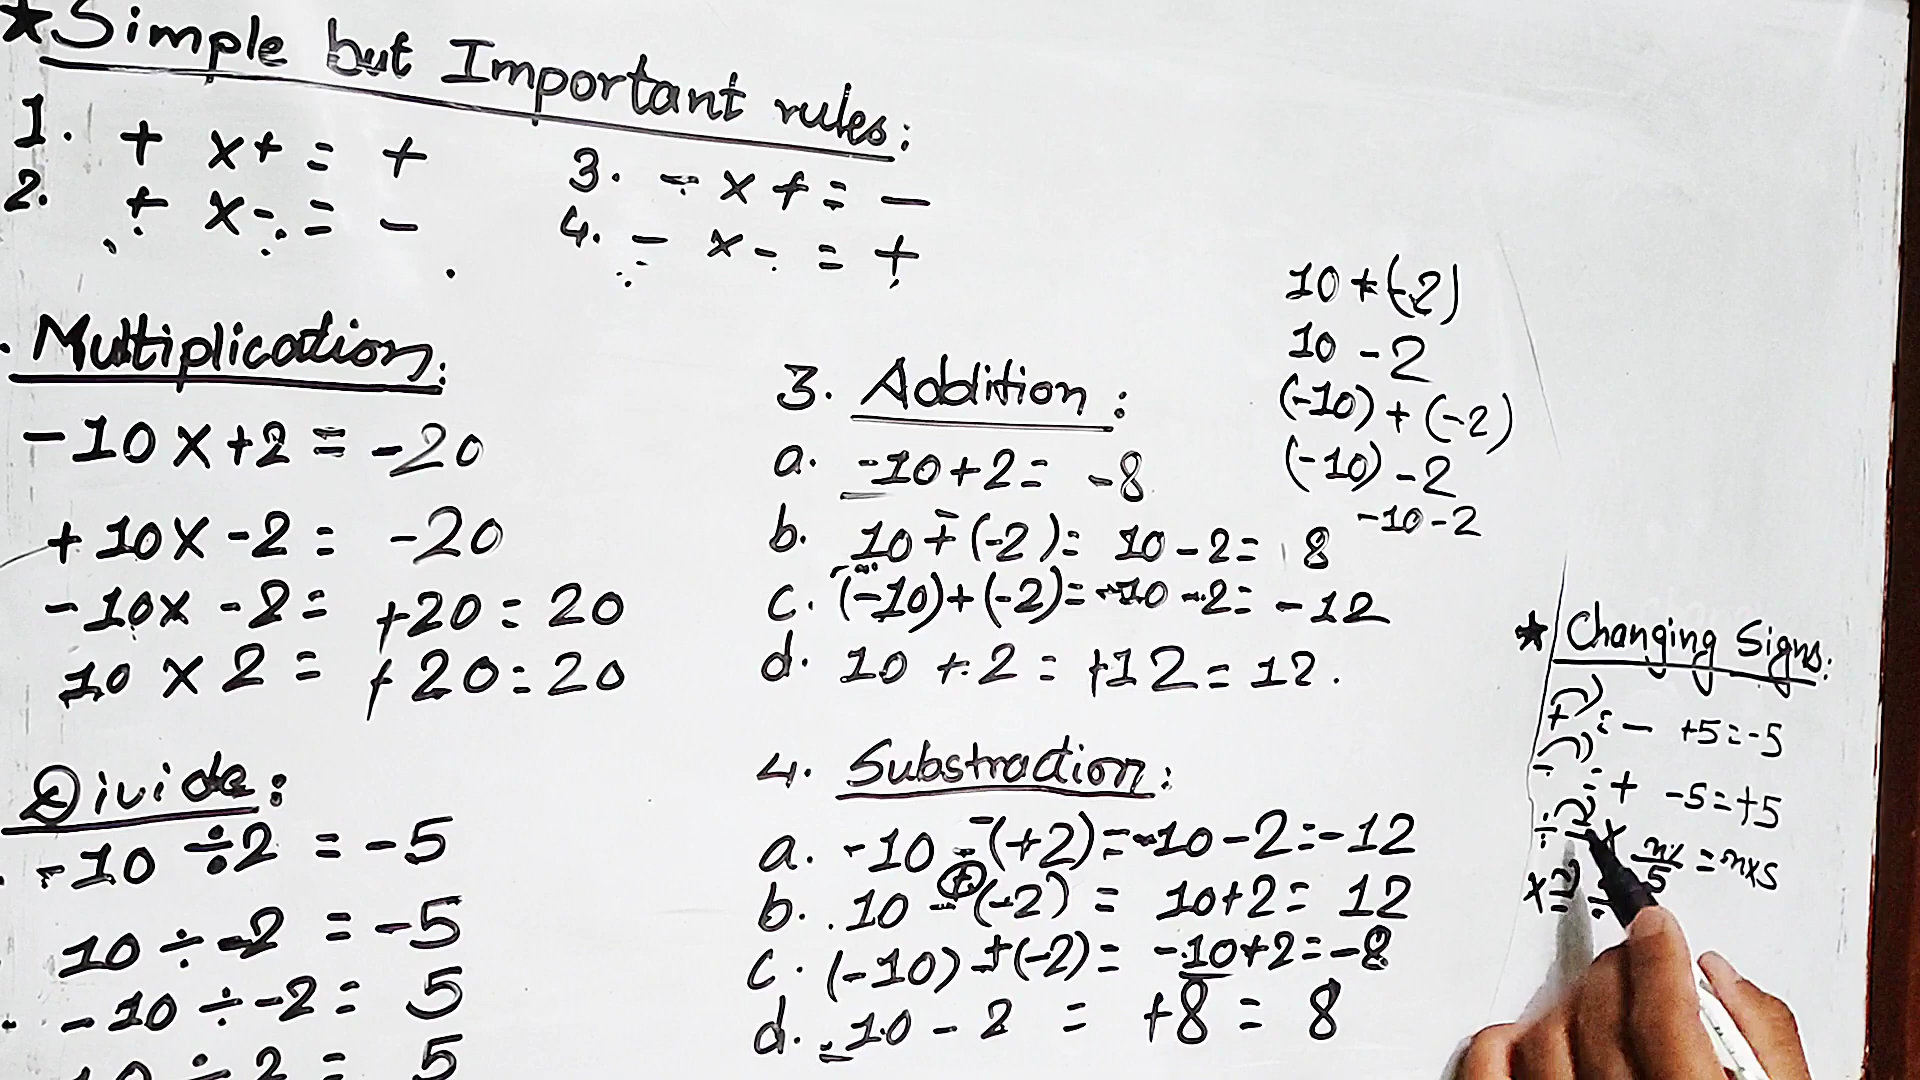 ★Simple but Important rules:
1. + x + = +
2. + x - = -
3. - x + = -
4. - x - = +
Multiplication:
-10 x +2 = -20
+10 x -2 = -20
-10 x -2 = +20 = 20
10 x 2 = +20 = 20
Divide:
-10 ÷ 2 = -5
10 ÷ -2 = -5
-10 ÷ -2 = 5
10 ÷ 2 = 5
3. Addition:
a. -10+2 = -8
b. 10 + (-2) = 10 - 2 = 8
c. (-10)+(-2) = -10 -2 = -12
d. 10 + 2 = +12 = 12.
4. Substraction:
a. -10 - (+2) = -10 - 2 = -12
b. 10 - (-2) = 10+2 = 12
+
c. (-10) - (-2) = -10+2 = -8
d. 10 - 2 = +8 = 8
10 + (-2)
10 - 2
(-10) + (-2)
(-10) - 2
-10 - 2
★ Changing Signs:
+ = - +5 = -5
- = + -5 = +5
÷ = x = nx5
x = ÷